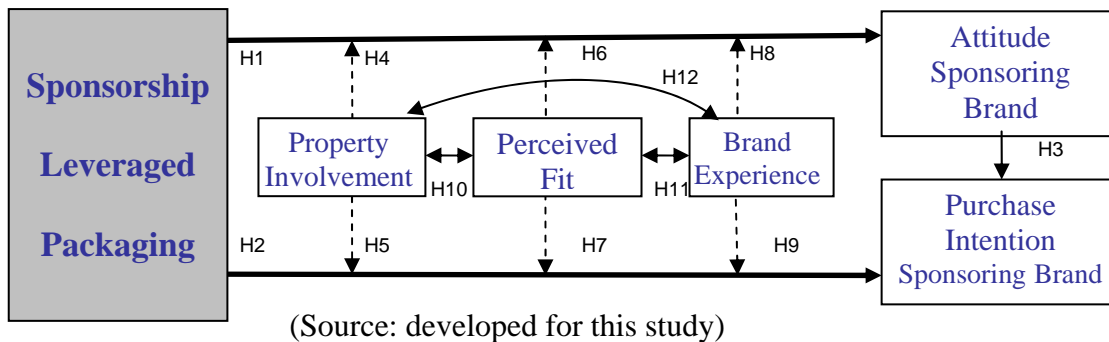 Sponsorship
Leveraged
Packaging
H1
H4
H6
H8
H12
Property
Involvement
H10
Perceived
Fit
H11
Brand
Experience
H2
H5
H7
H9
Attitude
Sponsoring
Brand
H3
Purchase
Intention
Sponsoring Brand
(Source: developed for this study)